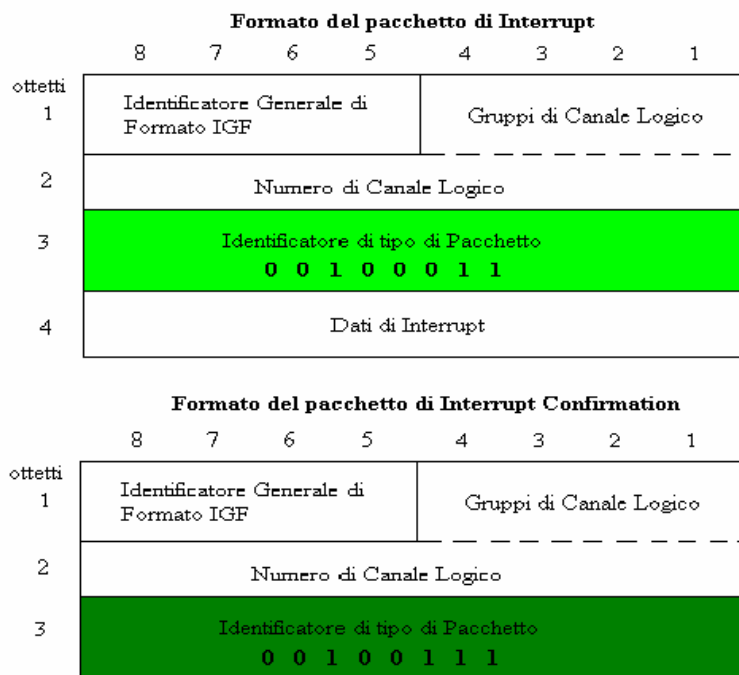 Formato del pacchetto di Interrupt
8 7 6 5 4 3 2 1
ottetti
1
Identificatore Generale di
Formato IGF
Gruppi di Canale Logico
2
Numero di Canale Logico
3
Identificatore di tipo di Pacchetto
0 0 1 0 0 0 1 1
4
Dati di Interrupt
Formato del pacchetto di Interrupt Confirmation
8 7 6 5 4 3 2 1
ottetti
1
Identificatore Generale di
Formato IGF
Gruppi di Canale Logico
2
Numero di Canale Logico
3
Identificatore di tipo di Pacchetto
0 0 1 0 0 1 1 1